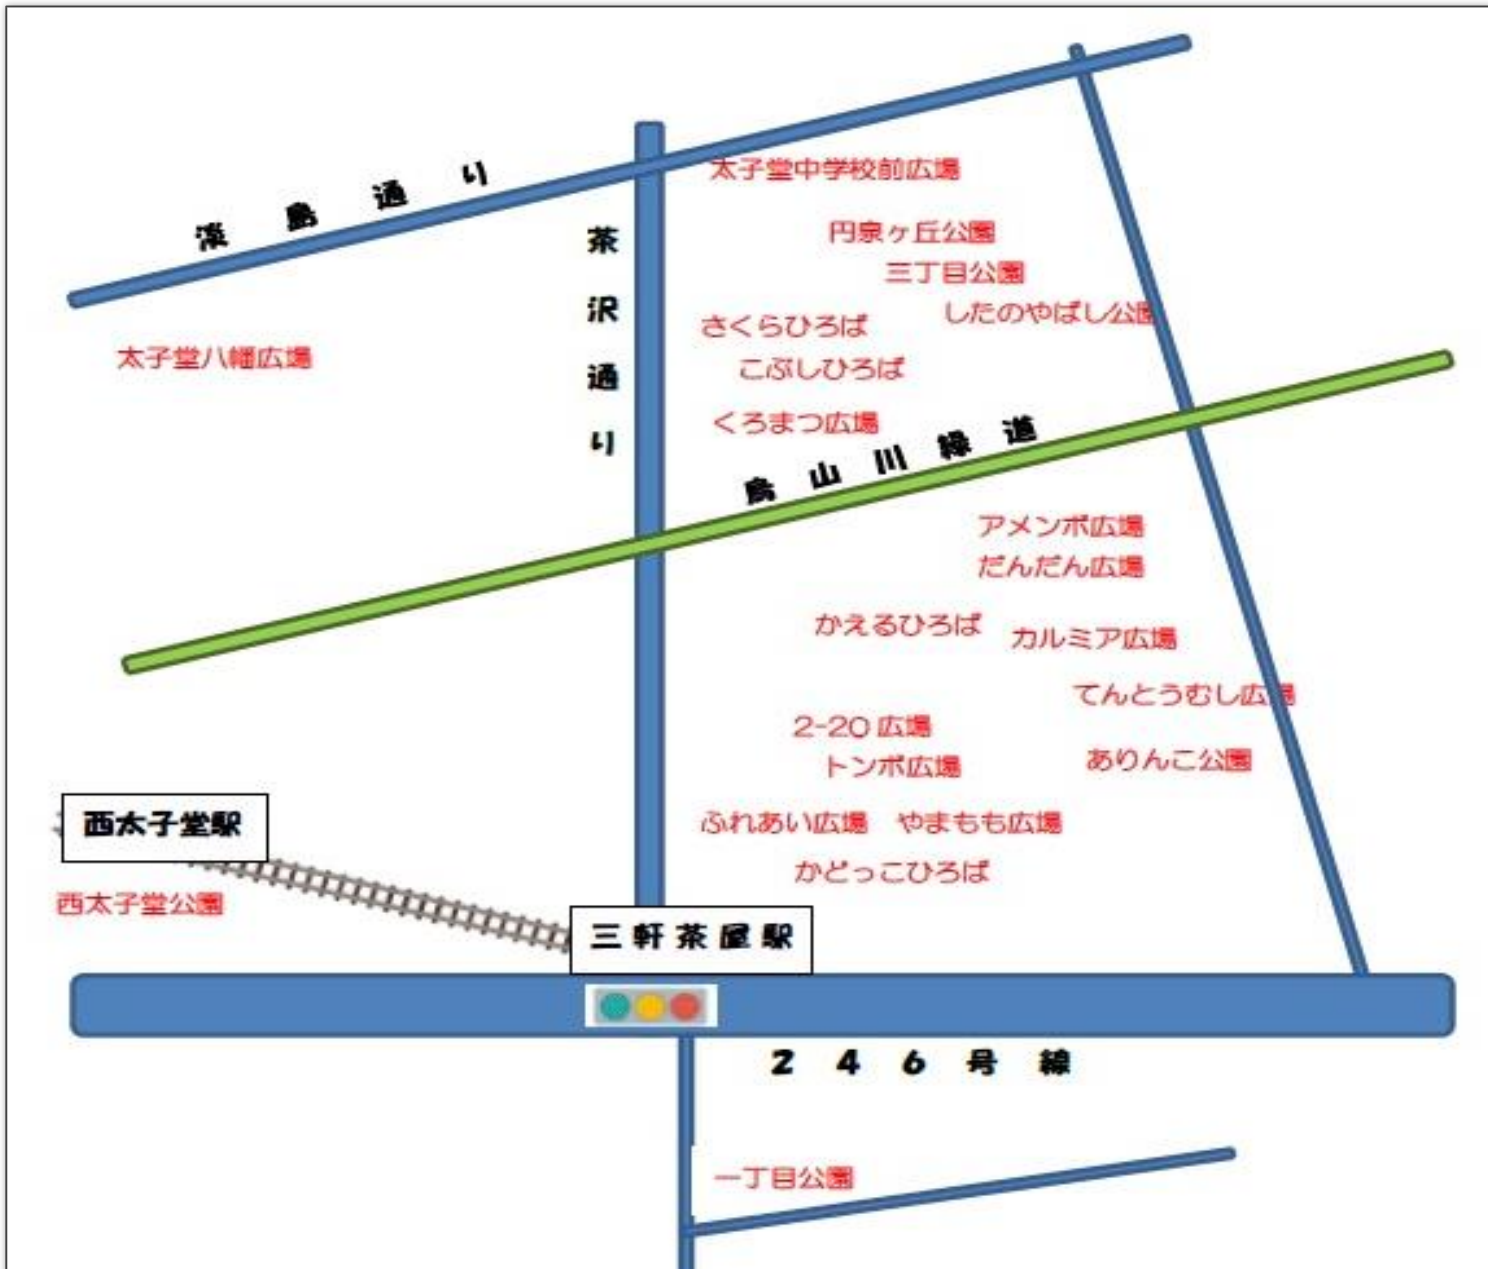 淡島通り
太子堂中学校前広場
茶沢通り
円泉ヶ丘公園
三丁目公園
したのやばし公園
さくらひろば
太子堂八幡広場
こぶしひろば
くろまつ広場
烏山川緑道
アメンボ広場
だんだん広場
かえるひろば
カルミア広場
てんとうむし広場
2-20 広場
トンボ広場
ありんこ公園
西太子堂駅
ふれあい広場 やまもも広場
かどっこひろば
西太子堂公園
三軒茶屋駅
246号線
一丁目公園